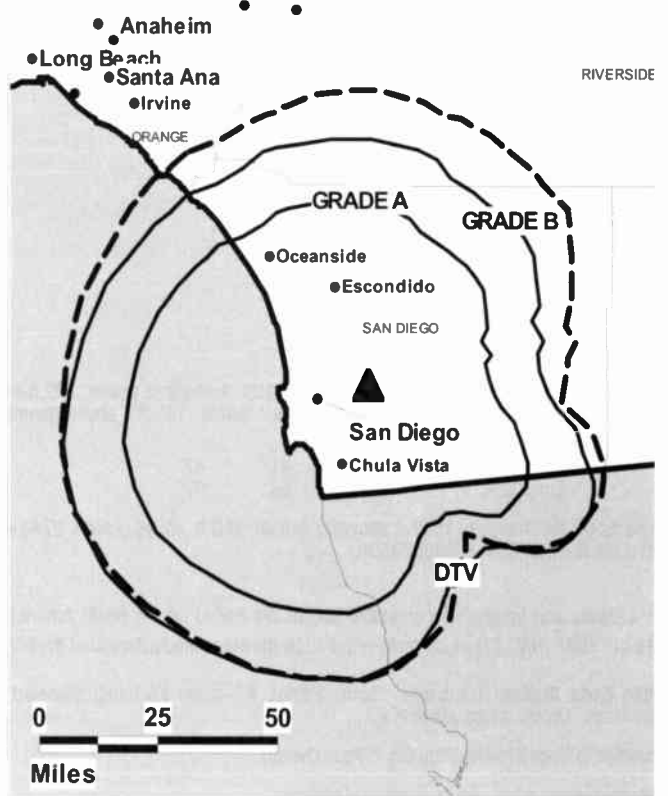 Anaheim
Long Beach
Santa Ana
Irvine
RIVERSIDE
ORANGE
GRADE A
GRADE B
Oceanside
Escondido
SAN DIEGO
San Diego
Chula Vista
DTV
0 25 50
Miles